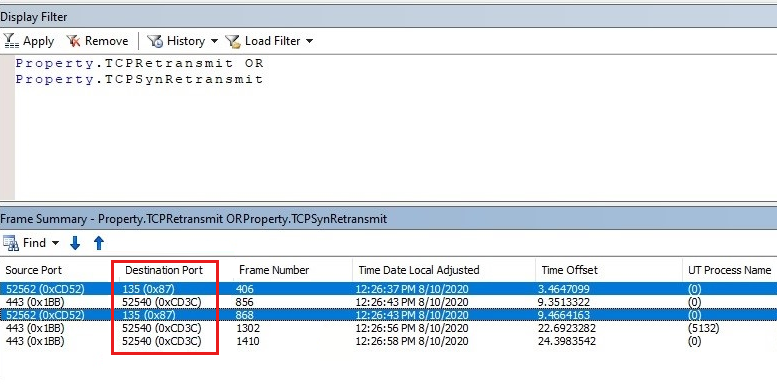 Display Filter
Apply Remove History Load Filter
Property.TCPRetransmit OR
Property.TCPSynRetransmit
Frame Summary - Property.TCPRetransmit ORProperty.TCPSynRetransmit
Find
Source Port Destination Port Frame Number Time Date Local Adjusted Time Offset UT Process Name
52562 (0xCD52) 135 (0x87) 406 12:26:37 PM 8/10/2020 3.4647099 (0)
443 (0x1BB) 52540 (0xCD3C) 856 12:26:43 PM 8/10/2020 9.3513322 (0)
52562 (0xCD52) 135 (0x87) 868 12:26:43 PM 8/10/2020 9.4664163 (0)
443 (0x1BB) 52540 (0xCD3C) 1302 12:26:56 PM 8/10/2020 22.6923282 (5132)
443 (0x1BB) 52540 (0xCD3C) 1410 12:26:58 PM 8/10/2020 24.3983542 (0)